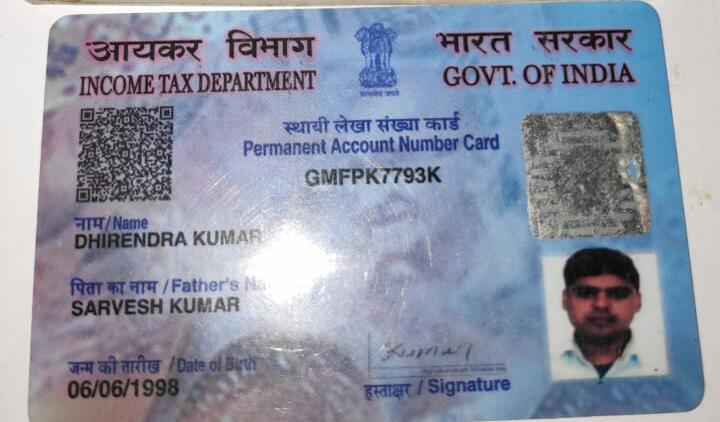 आयकर विभाग
INCOME TAX DEPARTMENT
सत्यमेव जयते
भारत सरकार
GOVT. OF INDIA
स्थायी लेखा संख्या कार्ड
Permanent Account Number Card
GMFPK7793K
नाम/Name
DHIRENDRA KUMAR
पिता का नाम /Father's Na
SARVESH KUMAR
जन्म की तारीख /Date of Birth
06/06/1998
Kumar
हस्ताक्षर / Signature